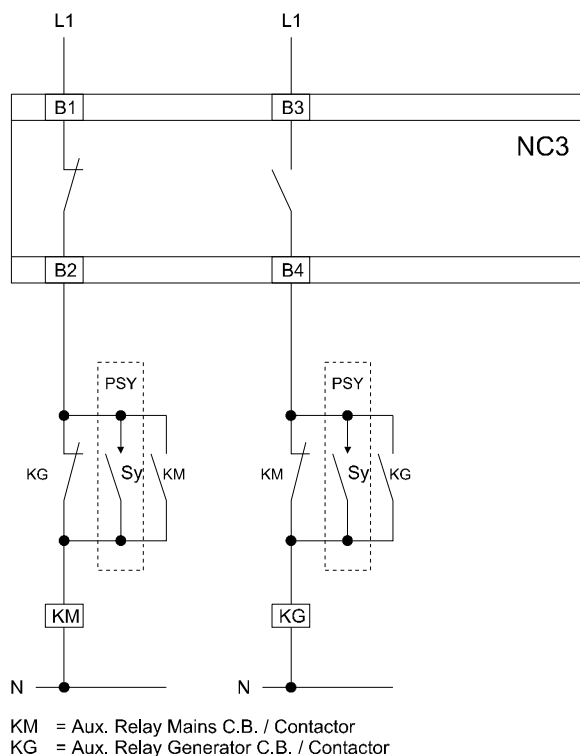 L1 L1
B1 B3
NC3
B2 B4
PSY PSY
KG Sy KM KM Sy KG
KM KG
N N
KM = Aux. Relay Mains C.B. / Contactor
KG = Aux. Relay Generator C.B. / Contactor